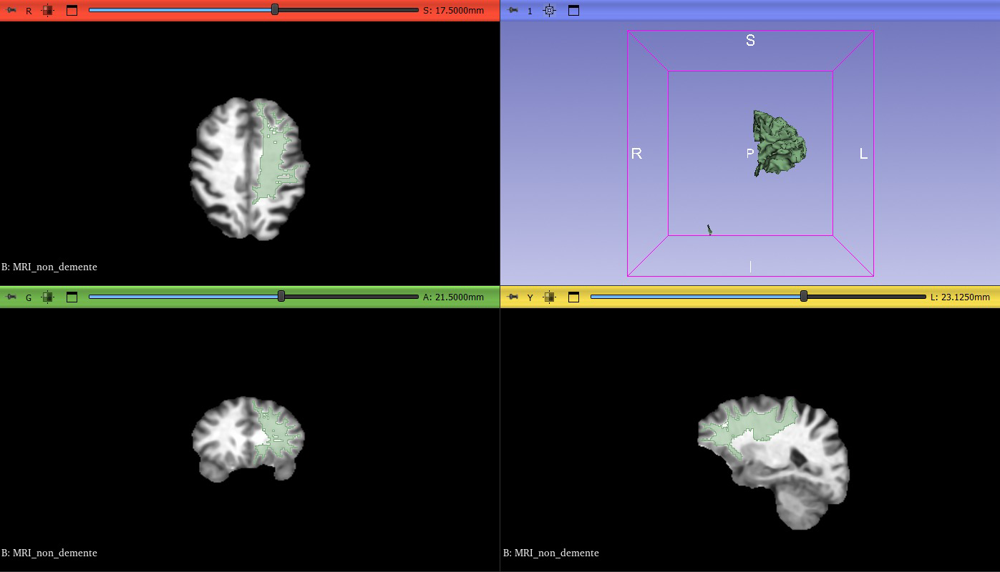 R S: 17.5000mm
1
S
R P L
I
B: MRI_non_demente
G A: 21.5000mm
Y L: 23.1250mm
B: MRI_non_demente
B: MRI_non_demente